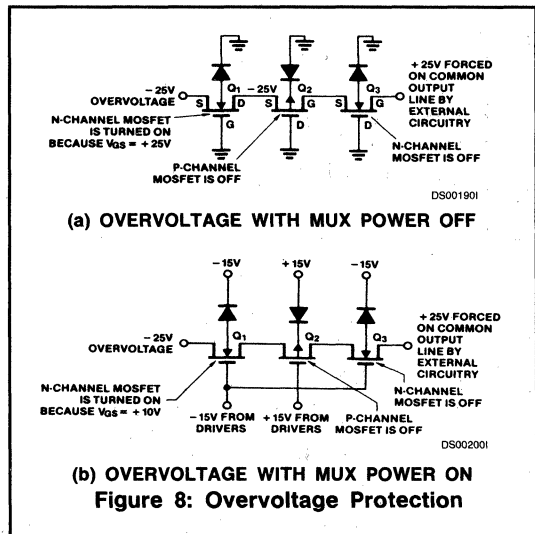 Q1
Q2
Q3
-25V
OVERVOLTAGE
S
D
G
-25V
S
G
D
S
G
D
+25V FORCED
ON COMMON
OUTPUT
LINE BY
EXTERNAL
CIRCUITRY
N-CHANNEL MOSFET
IS TURNED ON
BECAUSE VGS = +25V
P-CHANNEL
MOSFET IS OFF
N-CHANNEL
MOSFET IS OFF
DS00190I
(a) OVERVOLTAGE WITH MUX POWER OFF
-15V
+15V
-15V
Q1
Q2
Q3
-25V
OVERVOLTAGE
+25V FORCED
ON COMMON
OUTPUT
LINE BY
EXTERNAL
CIRCUITRY
N-CHANNEL MOSFET
IS TURNED ON
BECAUSE VGS = +10V
-15V FROM
DRIVERS
+15V FROM
DRIVERS
N-CHANNEL
MOSFET IS OFF
P-CHANNEL
MOSFET IS OFF
DS00200I
(b) OVERVOLTAGE WITH MUX POWER ON
Figure 8: Overvoltage Protection